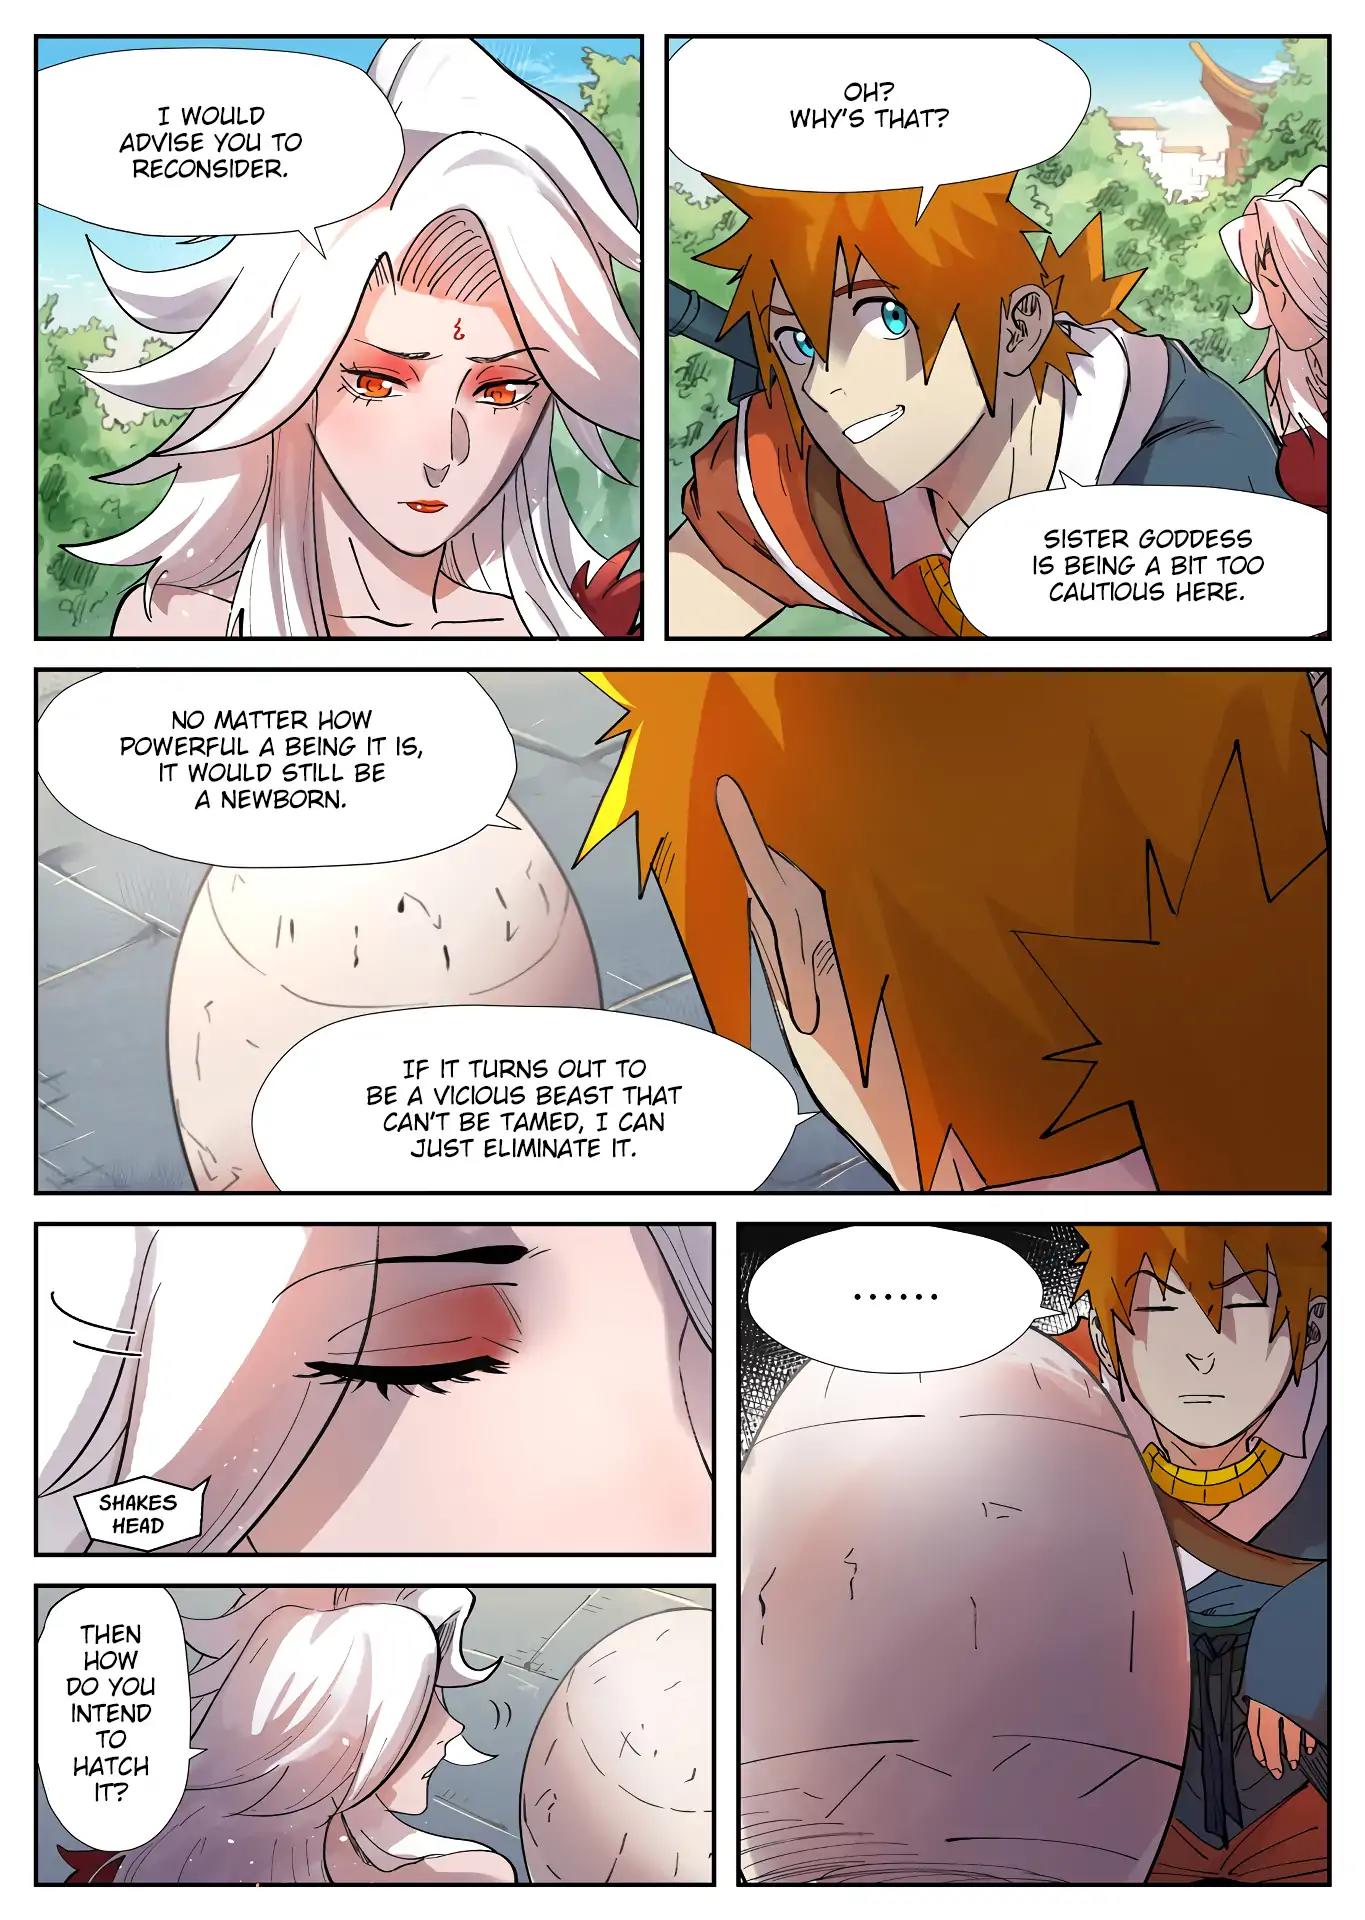 I WOULD
ADVISE YOU TO
RECONSIDER.
OH?
WHY'S THAT?
SISTER GODDESS
IS BEING A BIT TOO
CAUTIOUS HERE.
NO MATTER HOW
POWERFUL A BEING IT IS,
IT WOULD STILL BE
A NEWBORN.
IF IT TURNS OUT TO
BE A VICIOUS BEAST THAT
CAN'T BE TAMED, I CAN
JUST ELIMINATE IT.
SHAKES
HEAD
THEN
HOW
DO YOU
INTEND
TO
HATCH
IT?
......